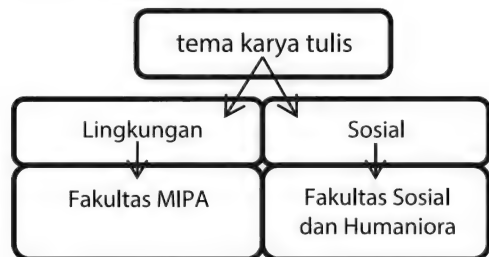 tema karya tulis
Lingkungan
Sosial
Fakultas MIPA
Fakultas Sosial
dan Humaniora